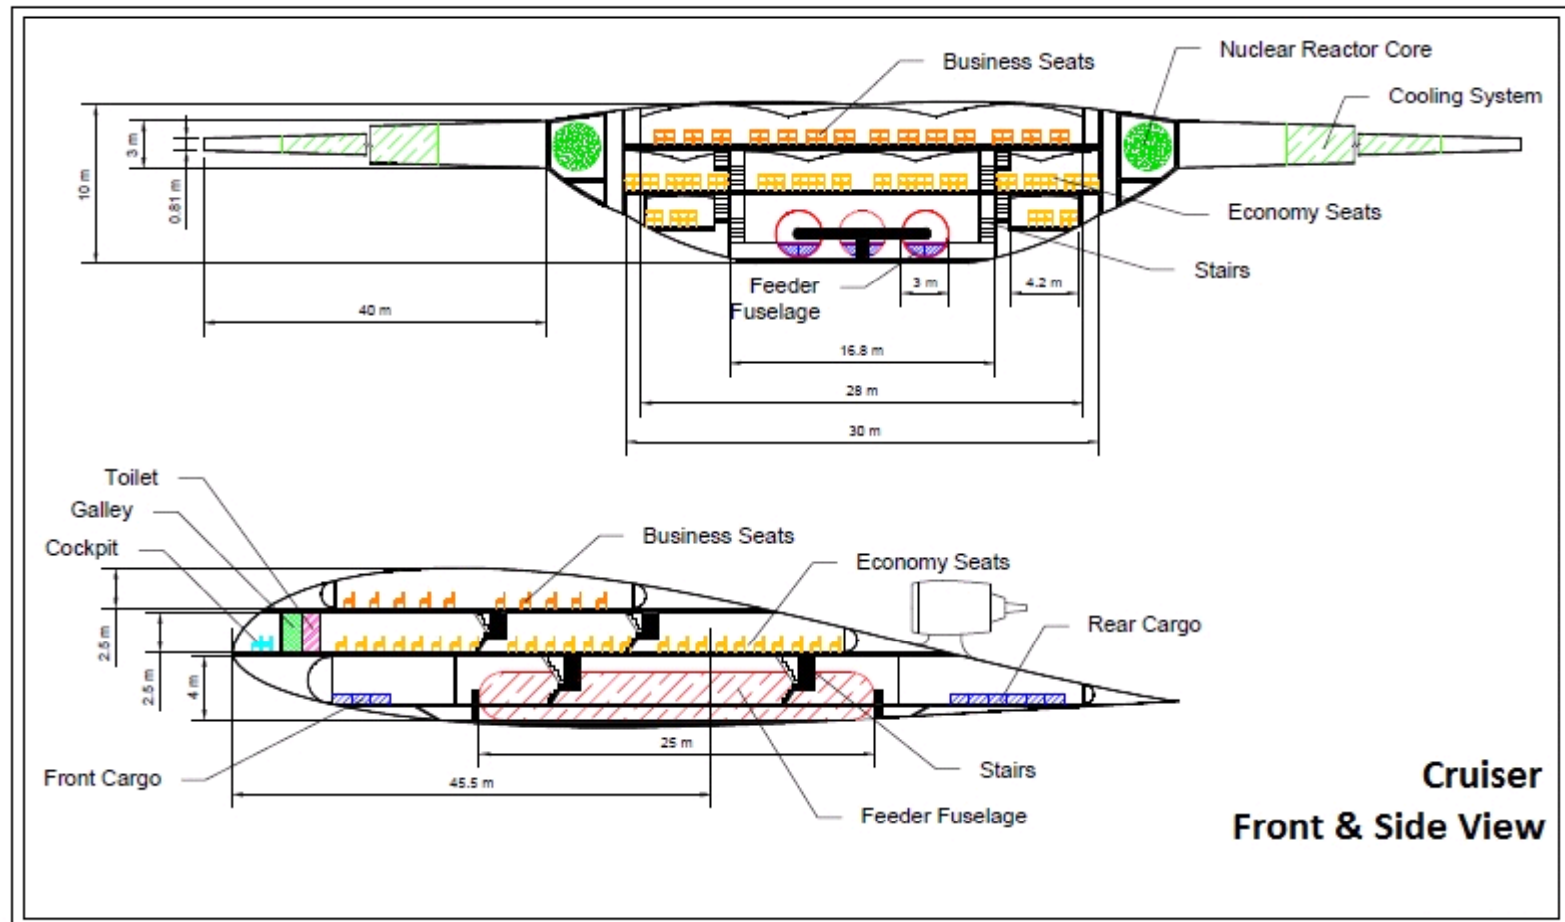 Business Seats
Nuclear Reactor Core
Cooling System
3 m
10 m
0.81 m
Economy Seats
Stairs
Feeder
Fuselage
3 m
4.2 m
40 m
16.8 m
28 m
30 m
Toilet
Galley
Cockpit
Business Seats
Economy Seats
Rear Cargo
2.5 m
2.5 m
4 m
25 m
45.5 m
Front Cargo
Stairs
Feeder Fuselage
Cruiser
Front & Side View